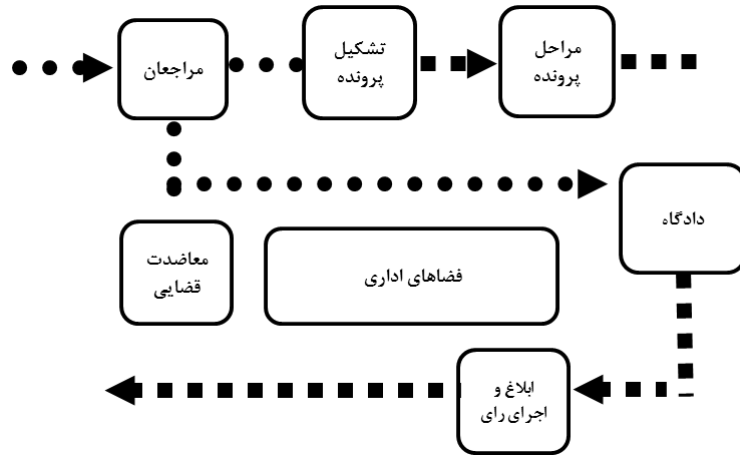 مراجعان
تشکیل
پرونده
مراحل
پرونده
دادگاه
معاضدت
قضایی
فضاهای اداری
ابلاغ و
اجرای رای